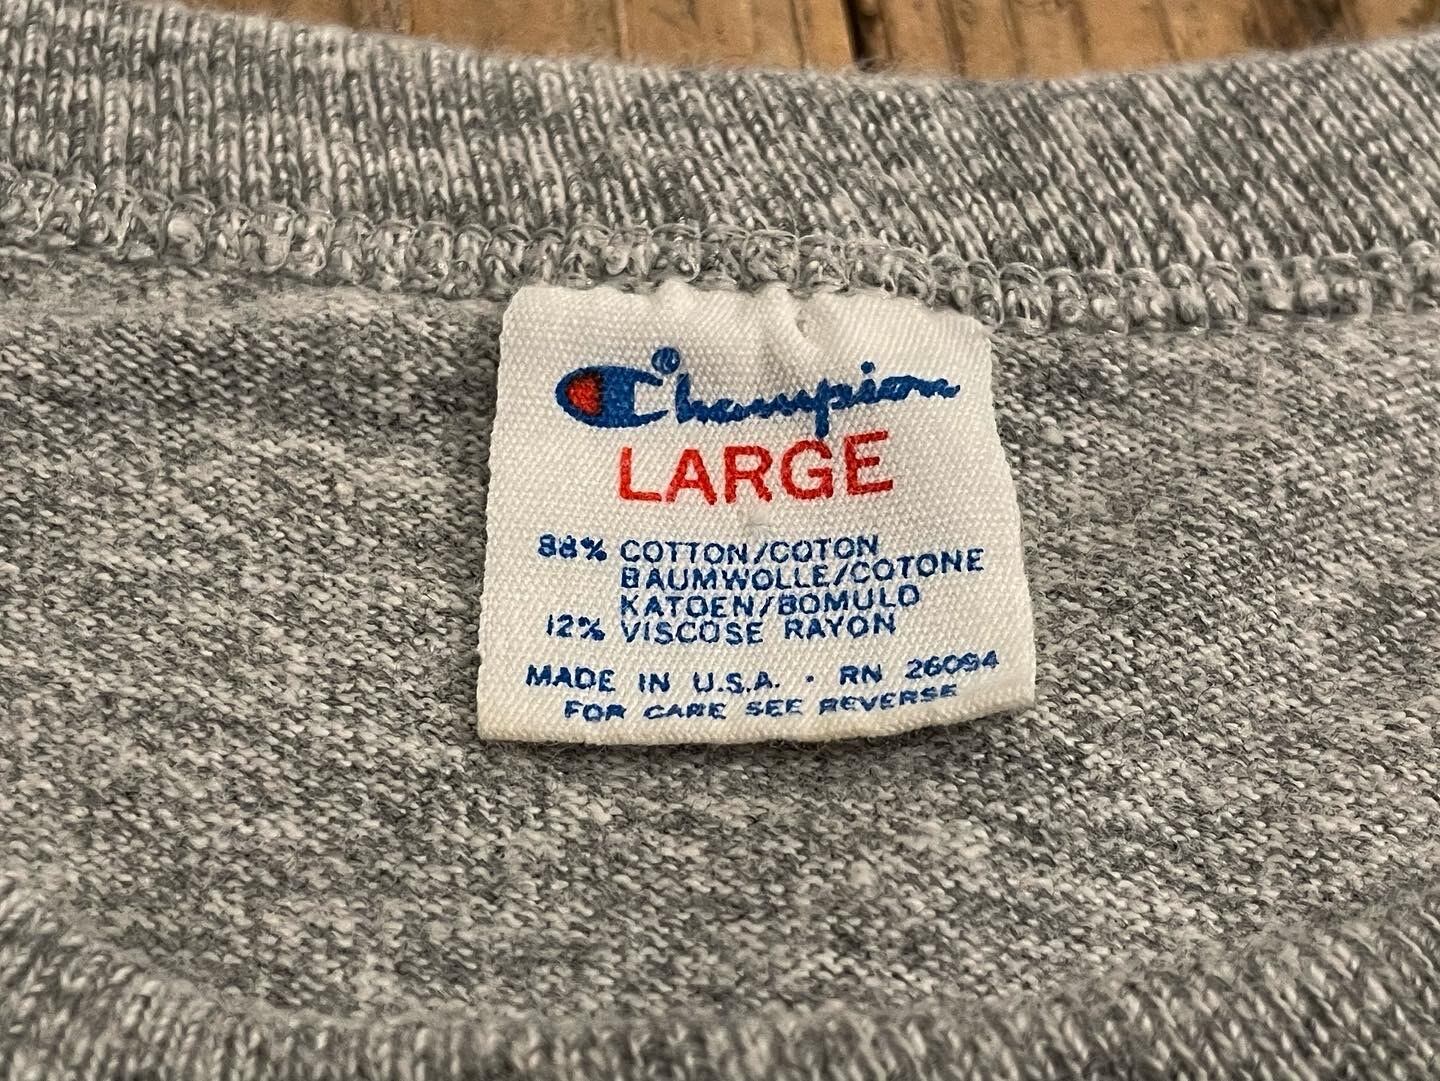 Champion®
LARGE
88% COTTON/COTON
BAUMWOLLE/COTONE
KATOEN/BOMULD
12% VISCOSE RAYON
MADE IN U.S.A. · RN 26094
FOR CARE SEE REVERSE